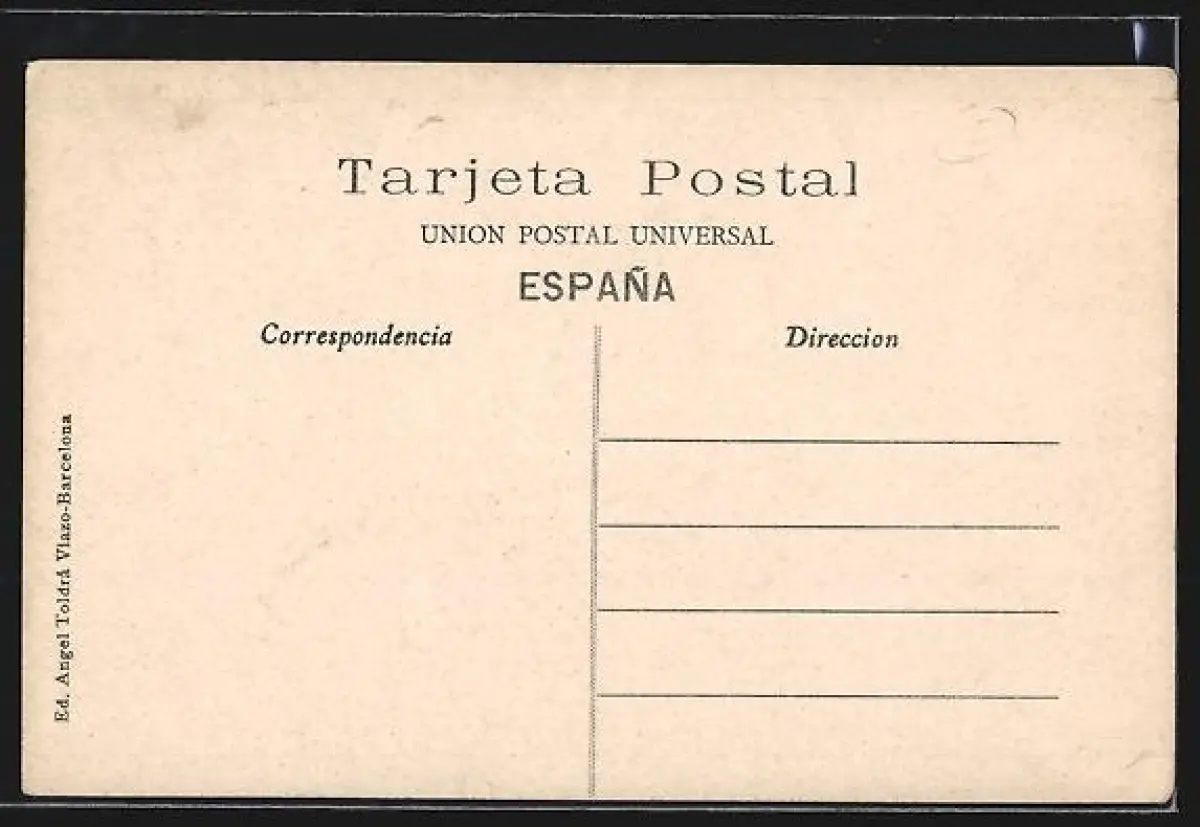 Tarjeta Postal
UNION POSTAL UNIVERSAL
ESPAÑA
Correspondencia
Direccion
Ed. Angel Toldrá Viazo-Barcelona